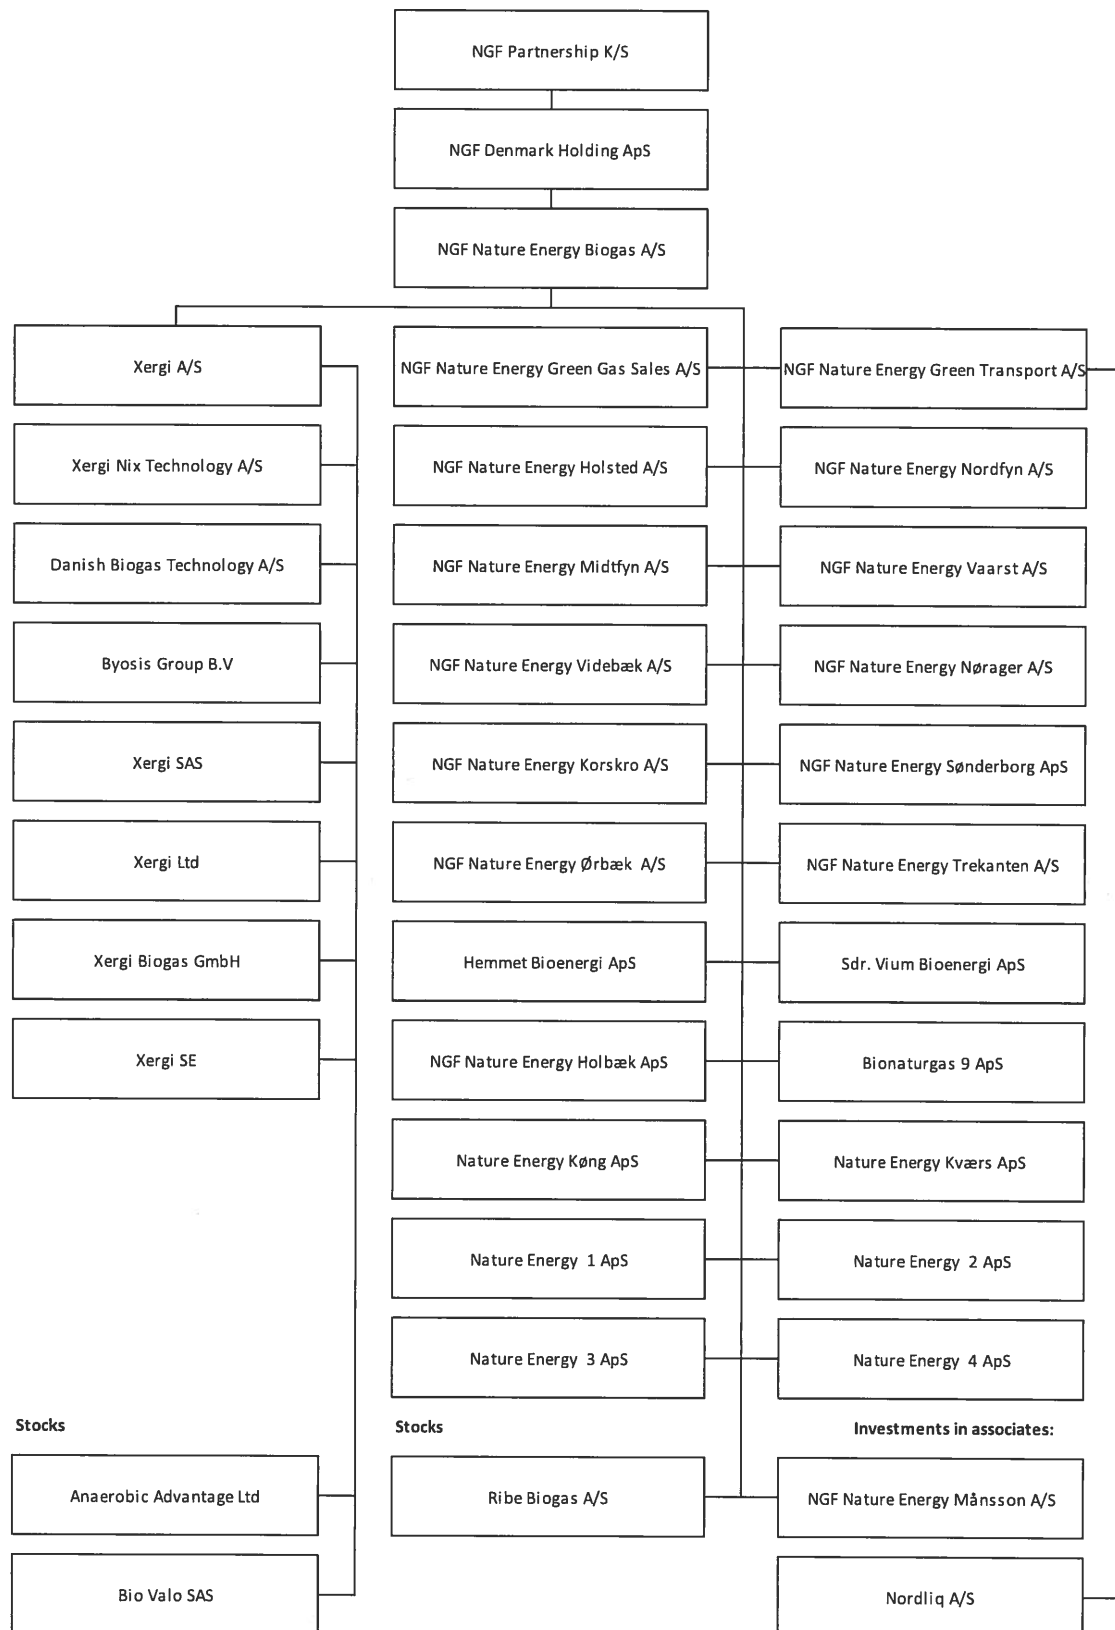 NGF Partnership K/S
NGF Denmark Holding ApS
NGF Nature Energy Biogas A/S
Xergi A/S
NGF Nature Energy Green Gas Sales A/S
NGF Nature Energy Green Transport A/S
Xergi Nix Technology A/S
NGF Nature Energy Holsted A/S
NGF Nature Energy Nordfyn A/S
Danish Biogas Technology A/S
NGF Nature Energy Midtfyn A/S
NGF Nature Energy Vaarst A/S
Byosis Group B.V
NGF Nature Energy Videbæk A/S
NGF Nature Energy Nørager A/S
Xergi SAS
NGF Nature Energy Korskro A/S
NGF Nature Energy Sønderborg ApS
Xergi Ltd
NGF Nature Energy Ørbæk A/S
NGF Nature Energy Trekanten A/S
Xergi Biogas GmbH
Hemmet Bioenergi ApS
Sdr. Vium Bioenergi ApS
Xergi SE
NGF Nature Energy Holbæk ApS
Bionaturgas 9 ApS
Nature Energy Køng ApS
Nature Energy Kværs ApS
Nature Energy 1 ApS
Nature Energy 2 ApS
Nature Energy 3 ApS
Nature Energy 4 ApS
Stocks
Stocks
Investments in associates:
Anaerobic Advantage Ltd
Ribe Biogas A/S
NGF Nature Energy Månsson A/S
Bio Valo SAS
Nordliq A/S